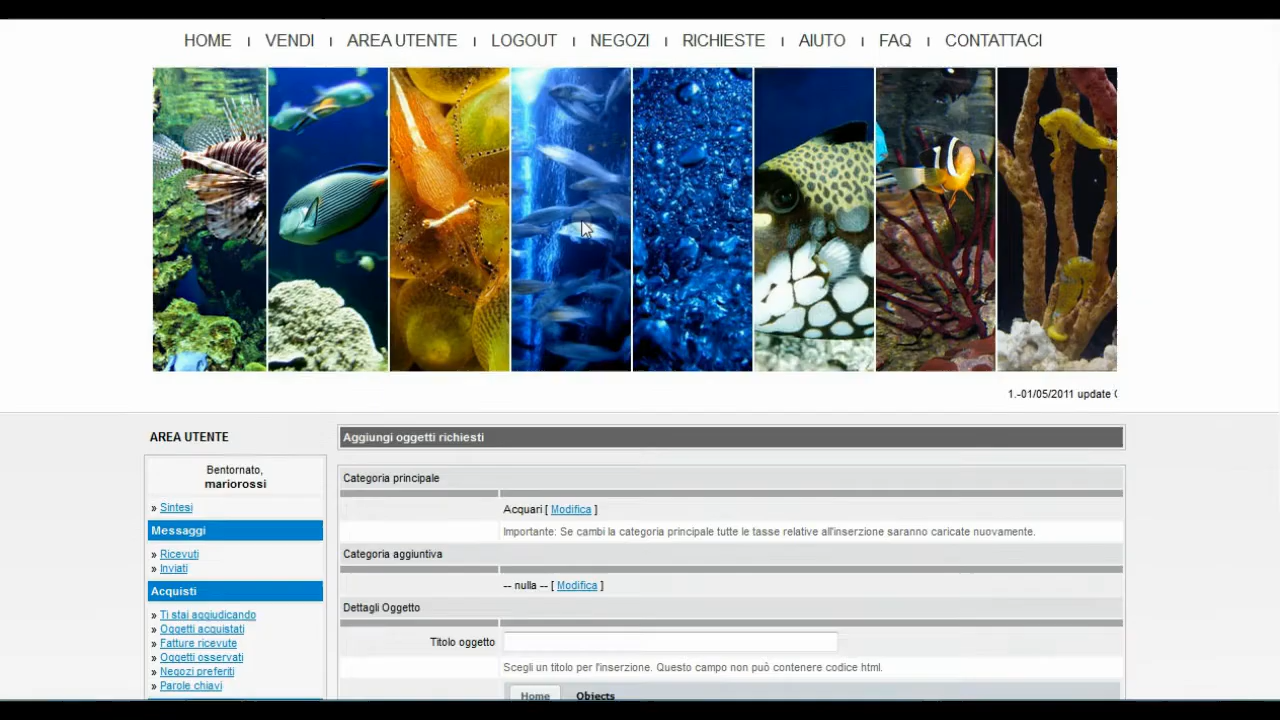 HOME | VENDI | AREA UTENTE | LOGOUT | NEGOZI | RICHIESTE | AIUTO | FAQ | CONTATTACI
1.-01/05/2011 update
AREA UTENTE
Bentornato,
mariorossi
» Sintesi
Messaggi
» Ricevuti
» Inviati
Acquisti
» Ti stai aggiudicando
» Oggetti acquistati
» Fatture ricevute
» Oggetti osservati
» Negozi preferiti
» Parole chiavi
Aggiungi oggetti richiesti
Categoria principale
Acquari [ Modifica ]
Importante: Se cambi la categoria principale tutte le tasse relative all'inserzione saranno caricate nuovamente.
Categoria aggiuntiva
-- nulla -- [ Modifica ]
Dettagli Oggetto
Titolo oggetto
Scegli un titolo per l'inserzione. Questo campo non può contenere codice html.
Home Objects